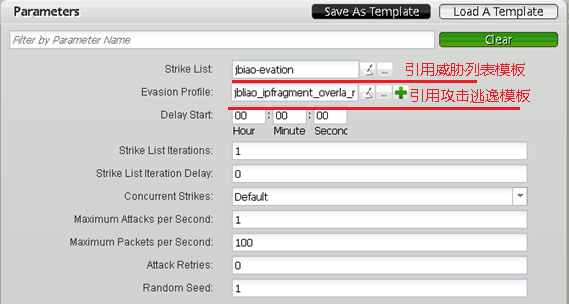 Parameters
Save As Template
Load A Template
Filter by Parameter Name
Clear
Strike List:
jbiao-evation
...
引用威胁列表模板
Evasion Profile:
jbliao_ipfragment_overla_r
...
引用攻击逃逸模板
Delay Start:
00 : 00 : 00
Hour Minute Second
Strike List Iterations:
1
Strike List Iteration Delay:
0
Concurrent Strikes:
Default
Maximum Attacks per Second:
1
Maximum Packets per Second:
100
Attack Retries:
0
Random Seed:
1